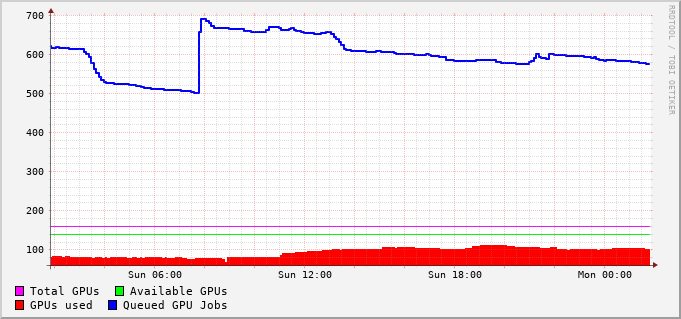 700
600
500
400
300
200
100
Sun 06:00 Sun 12:00 Sun 18:00 Mon 00:00
Total GPUs Available GPUs
GPUs used Queued GPU Jobs
RRDTOOL / TOBI OETIKER